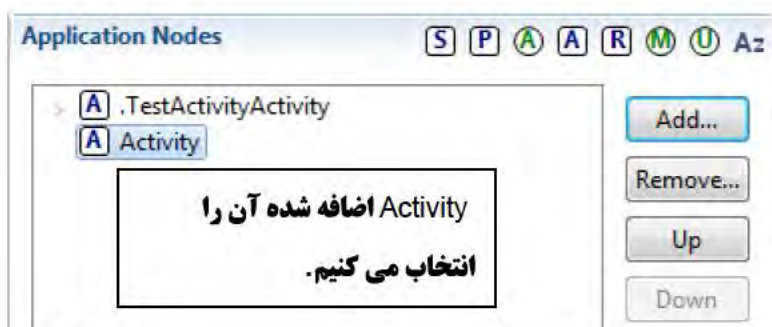 Application Nodes S P A A R M U Az
A .TestActivityActivity
A Activity
Add...
Remove...
Up
Down
Activity اضافه شده آن را
انتخاب می کنیم.